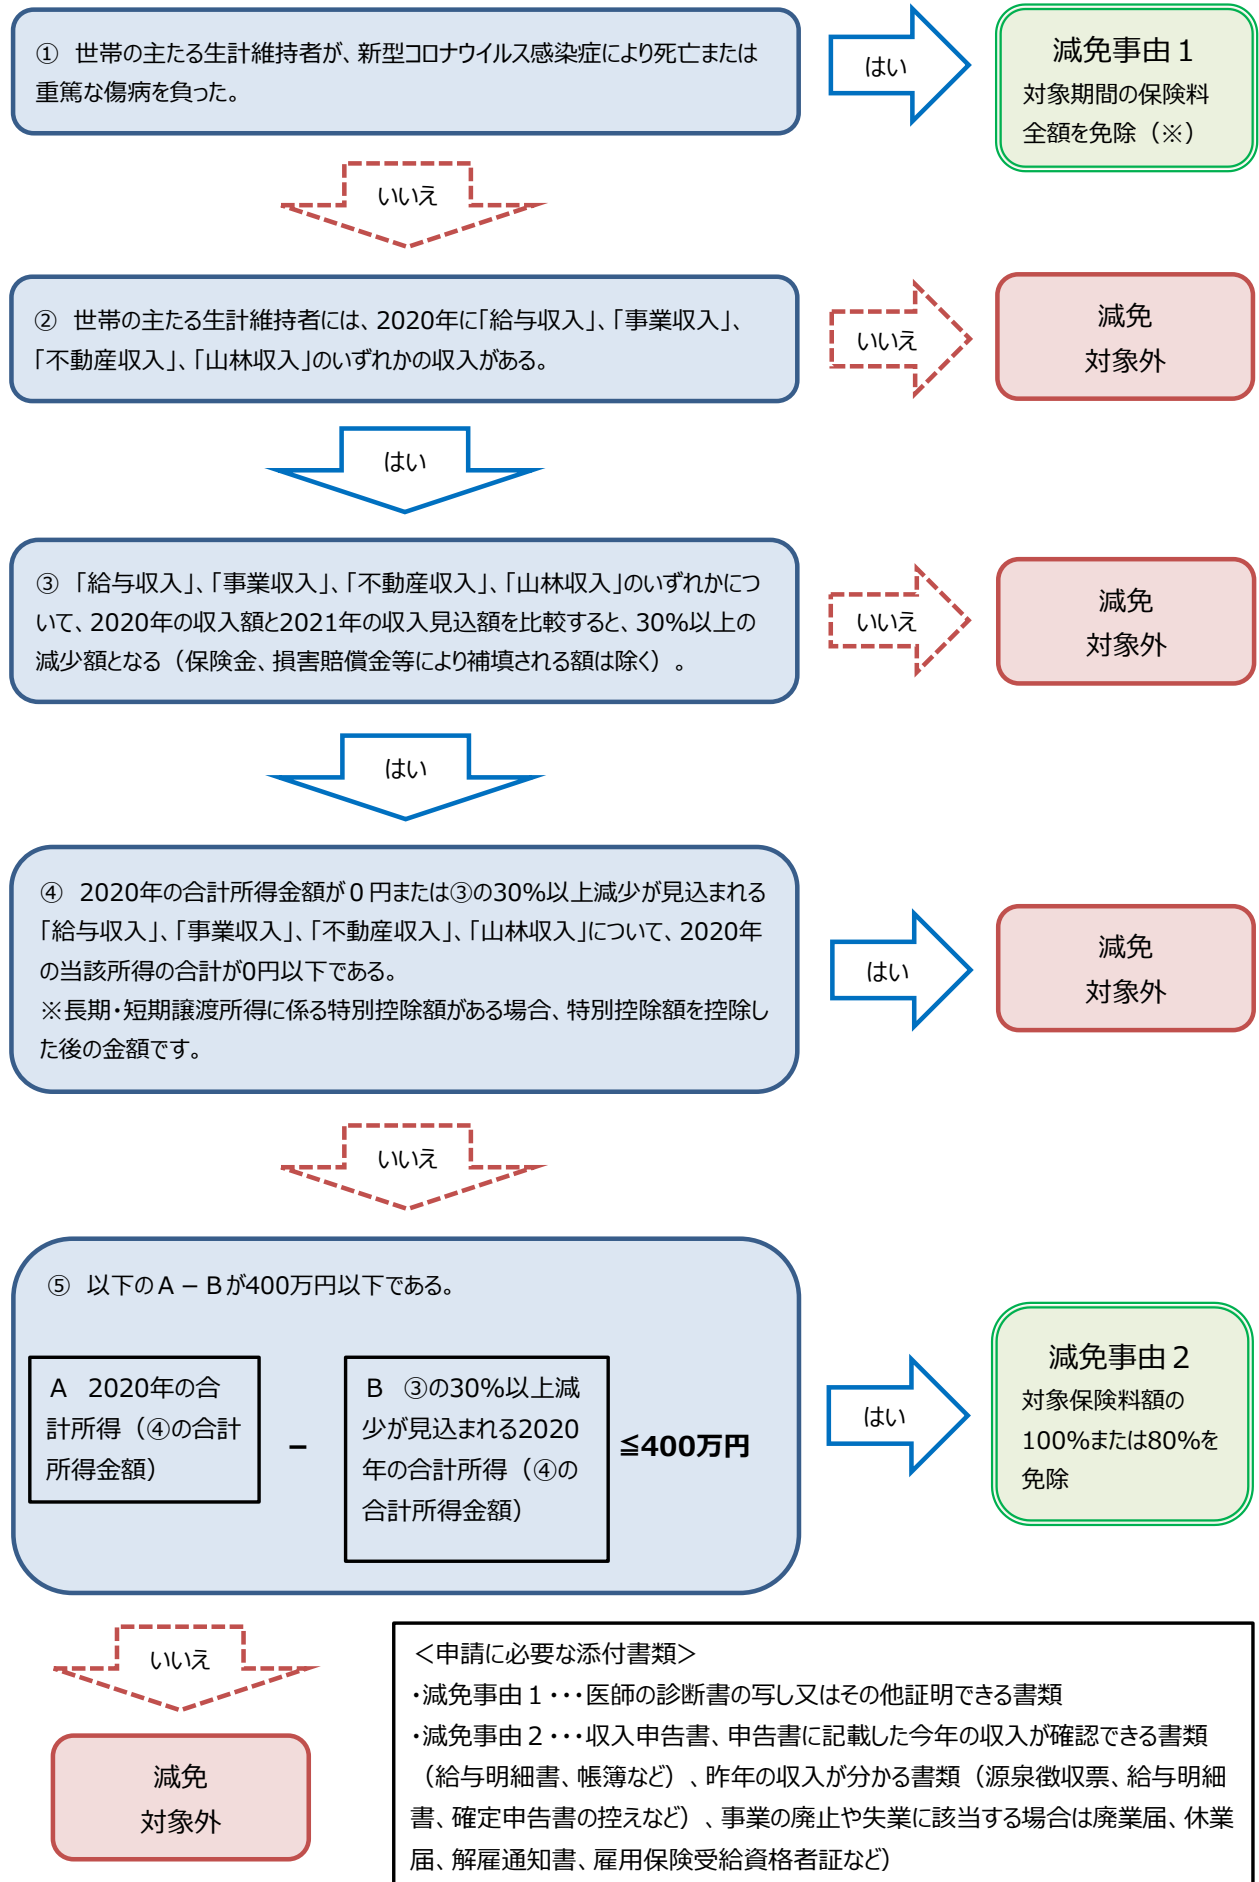 ① 世帯の主たる生計維持者が、新型コロナウイルス感染症により死亡または
重篤な傷病を負った。
はい
減免事由１
対象期間の保険料
全額を免除（※）
いいえ
② 世帯の主たる生計維持者には、2020年に「給与収入」、「事業収入」、
「不動産収入」、「山林収入」のいずれかの収入がある。
いいえ
減免
対象外
はい
③ 「給与収入」、「事業収入」、「不動産収入」、「山林収入」のいずれかにつ
いて、2020年の収入額と2021年の収入見込額を比較すると、30%以上の
減少額となる（保険金、損害賠償金等により補填される額は除く）。
いいえ
減免
対象外
はい
④ 2020年の合計所得金額が０円または③の30%以上減少が見込まれる
「給与収入」、「事業収入」、「不動産収入」、「山林収入」について、2020年
の当該所得の合計が0円以下である。
※長期・短期譲渡所得に係る特別控除額がある場合、特別控除額を控除し
た後の金額です。
はい
減免
対象外
いいえ
⑤ 以下のＡ－Ｂが400万円以下である。
A 2020年の合
計所得（④の合計
所得金額）
－
B ③の30%以上減
少が見込まれる2020
年の合計所得（④の
合計所得金額）
≦400万円
はい
減免事由２
対象保険料額の
100%または80%を
免除
いいえ
減免
対象外
＜申請に必要な添付書類＞
・減免事由１・・・医師の診断書の写し又はその他証明できる書類
・減免事由２・・・収入申告書、申告書に記載した今年の収入が確認できる書類
（給与明細書、帳簿など）、昨年の収入が分かる書類（源泉徴収票、給与明細
書、確定申告書の控えなど）、事業の廃止や失業に該当する場合は廃業届、休業
届、解雇通知書、雇用保険受給資格者証など）